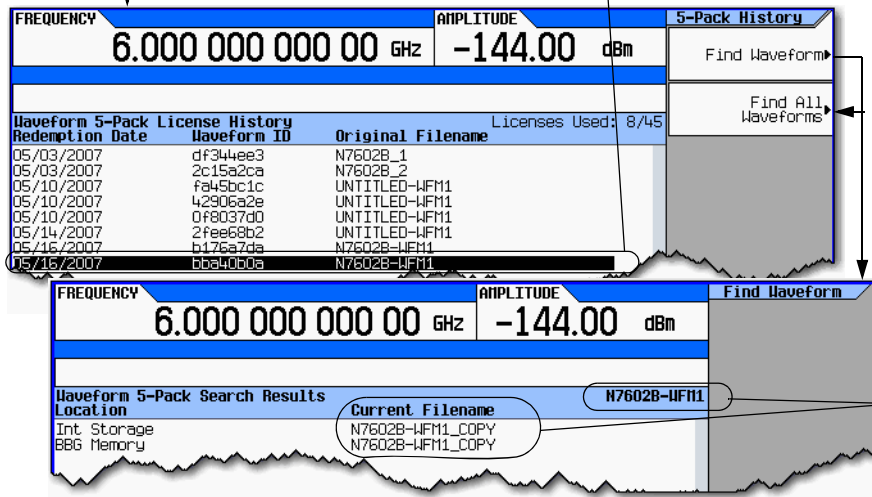 FREQUENCY AMPLITUDE 5-Pack History
6.000 000 000 00 GHz -144.00 dBm
Find Waveform
Find All
Waveforms
Waveform 5-Pack License History Licenses Used: 8/45
Redemption Date Waveform ID Original Filename
05/03/2007 df344ee3 N7602B_1
05/03/2007 2c15a2ca N7602B_2
05/10/2007 fa45bc1c UNTITLED-WFM1
05/10/2007 42906a2e UNTITLED-WFM1
05/10/2007 0f8037d0 UNTITLED-WFM1
05/14/2007 2fee68b2 UNTITLED-WFM1
05/16/2007 b176a7da N7602B-WFM1
05/16/2007 bba40b0a N7602B-WFM1
FREQUENCY AMPLITUDE Find Waveform
6.000 000 000 00 GHz -144.00 dBm
Waveform 5-Pack Search Results N7602B-WFM1
Location Current Filename
Int Storage N7602B-WFM1_COPY
BBG Memory N7602B-WFM1_COPY